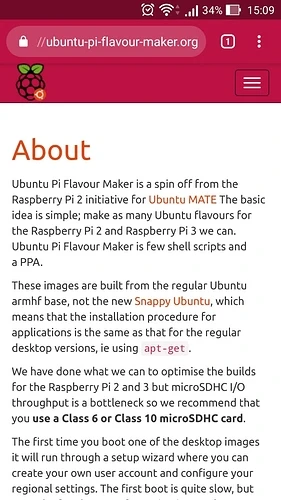 34% 15:09
//ubuntu-pi-flavour-maker.org 1
About
Ubuntu Pi Flavour Maker is a spin off from the
Raspberry Pi 2 initiative for Ubuntu MATE The basic
idea is simple; make as many Ubuntu flavours for
the Raspberry Pi 2 and Raspberry Pi 3 we can.
Ubuntu Pi Flavour Maker is few shell scripts and
a PPA.
These images are built from the regular Ubuntu
armhf base, not the new Snappy Ubuntu, which
means that the installation procedure for
applications is the same as that for the regular
desktop versions, ie using apt-get.
We have done what we can to optimise the builds
for the Raspberry Pi 2 and 3 but microSDHC I/O
throughput is a bottleneck so we recommend that
you use a Class 6 or Class 10 microSDHC card.
The first time you boot one of the desktop images
it will run through a setup wizard where you can
create your own user account and configure your
regional settings. The first boot is quite slow, but